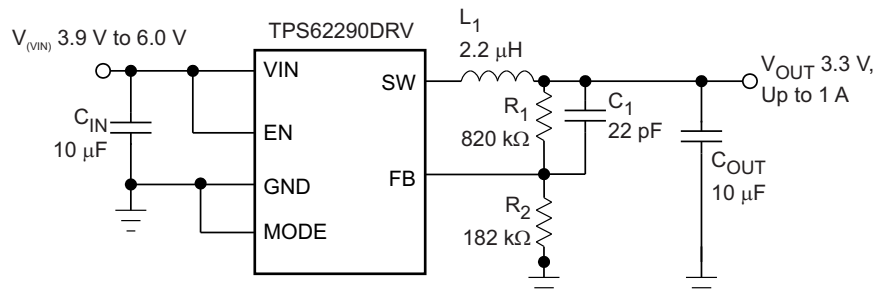 TPS62290DRV
V(VIN) 3.9 V to 6.0 V
VIN
L1
2.2 μH
SW
VOUT 3.3 V,
Up to 1 A
CIN
10 μF
EN
R1
820 kΩ
C1
22 pF
GND
FB
COUT
10 μF
MODE
R2
182 kΩ